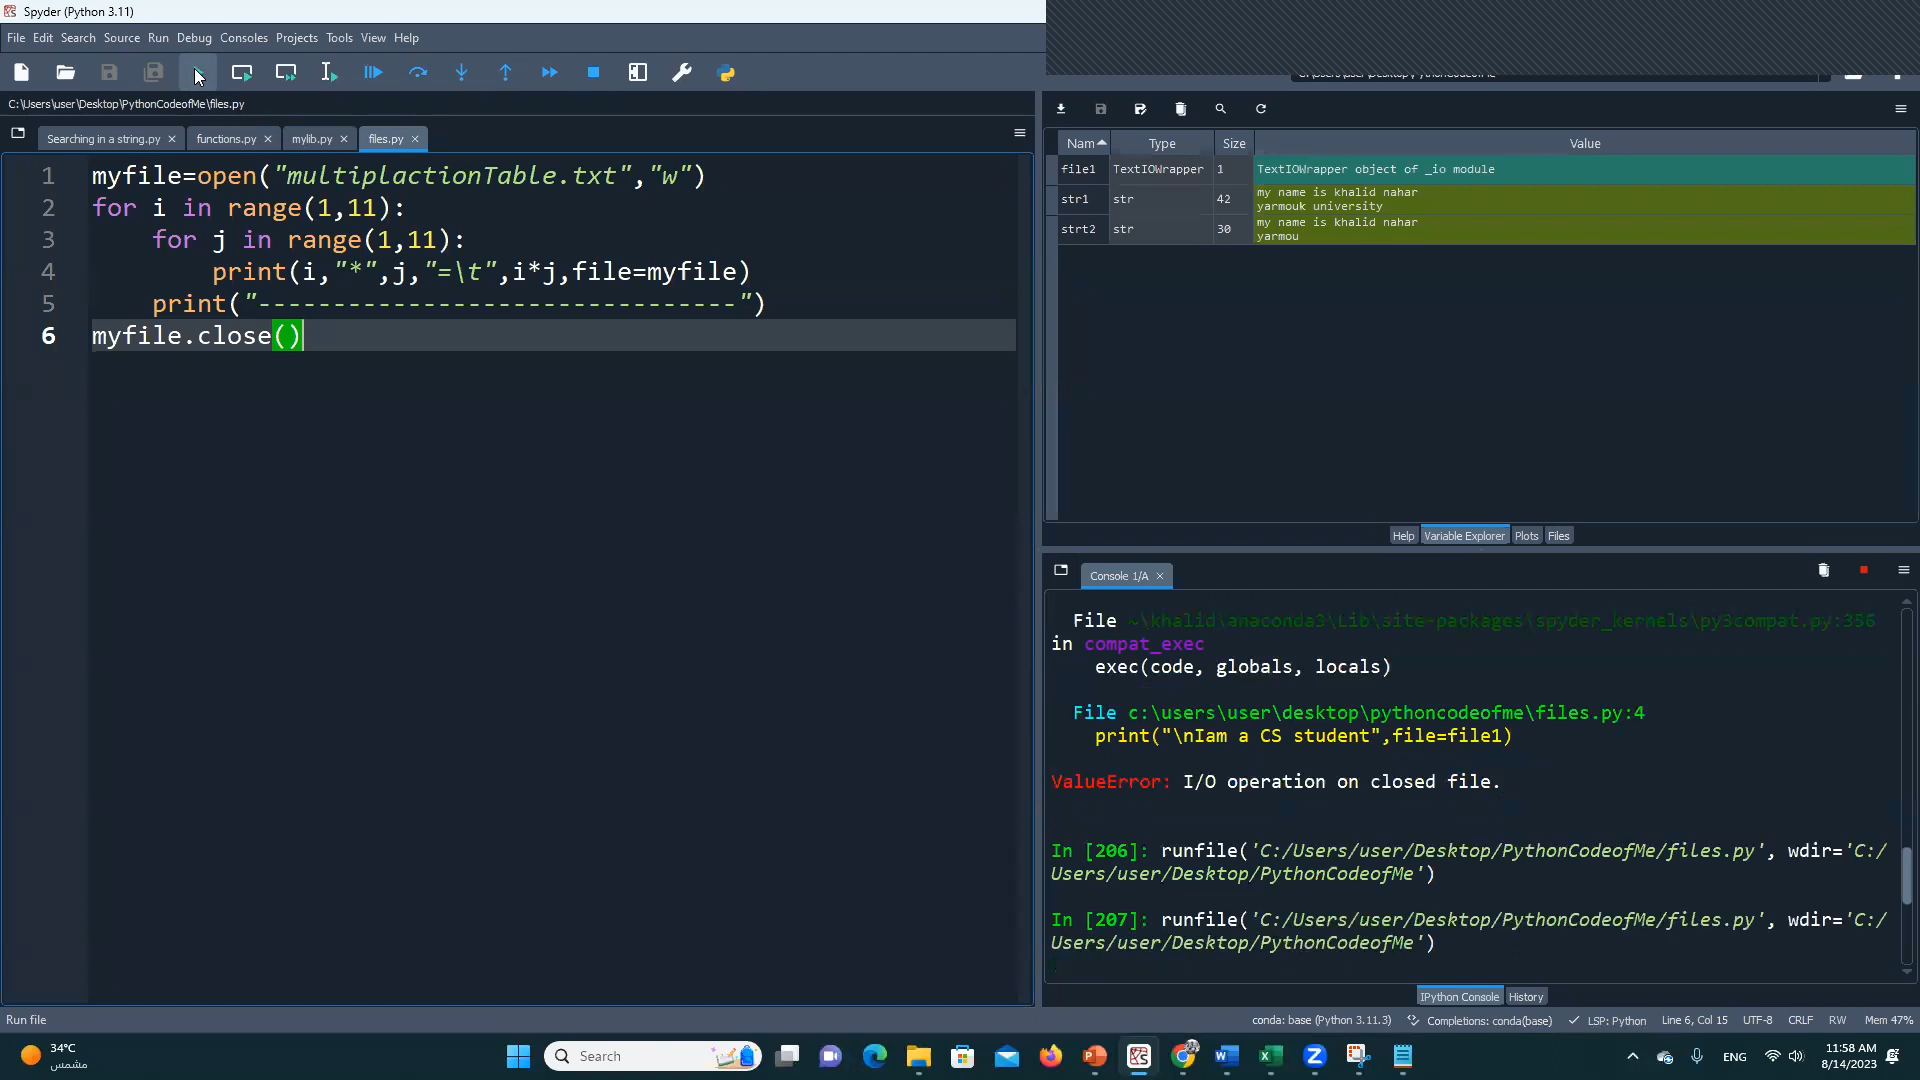 Spyder (Python 3.11)
File Edit Search Source Run Debug Consoles Projects Tools View Help
C:\Users\user\Desktop\PythonCodeofMe\files.py
Searching in a string.py functions.py mylib.py files.py
1 myfile=open("multiplactionTable.txt","w")
2 for i in range(1,11):
3 for j in range(1,11):
4 print(i,"*",j,"=\t",i*j,file=myfile)
5 print("--------------------------------")
6 myfile.close()
Nam Type Size Value
file1 TextIOWrapper 1 TextIOWrapper object of _io module
str1 str 42 my name is khalid nahar
yarmouk university
strt2 str 30 my name is khalid nahar
yarmou
Help Variable Explorer Plots Files
Console 1/A
File ~\khalid\anaconda3\Lib\site-packages\spyder_kernels\py3compat.py:356
in compat_exec
exec(code, globals, locals)
File c:\users\user\desktop\pythoncodeofme\files.py:4
print("\nIam a CS student",file=file1)
ValueError: I/O operation on closed file.
In [206]: runfile('C:/Users/user/Desktop/PythonCodeofMe/files.py', wdir='C:/
Users/user/Desktop/PythonCodeofMe')
In [207]: runfile('C:/Users/user/Desktop/PythonCodeofMe/files.py', wdir='C:/
Users/user/Desktop/PythonCodeofMe')
IPython Console History
Run file
conda: base (Python 3.11.3) Completions: conda(base) LSP: Python Line 6, Col 15 UTF-8 CRLF RW Mem 47%
34°C
مشمس
Search
ENG
11:58 AM
8/14/2023